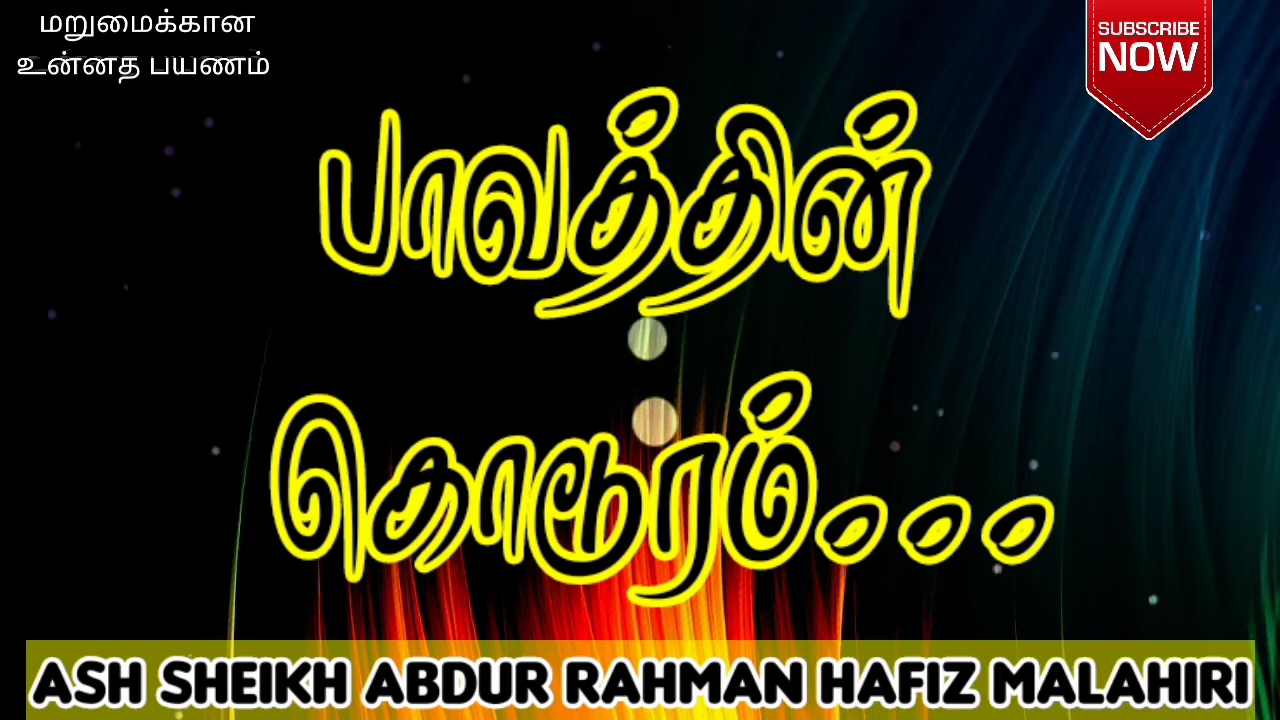 மறுமைக்கான
உன்னத பயணம்
SUBSCRIBE
NOW
பாவத்தின்
கொடூரம்...
ASH SHEIKH ABDUR RAHMAN HAFIZ MALAHIRI